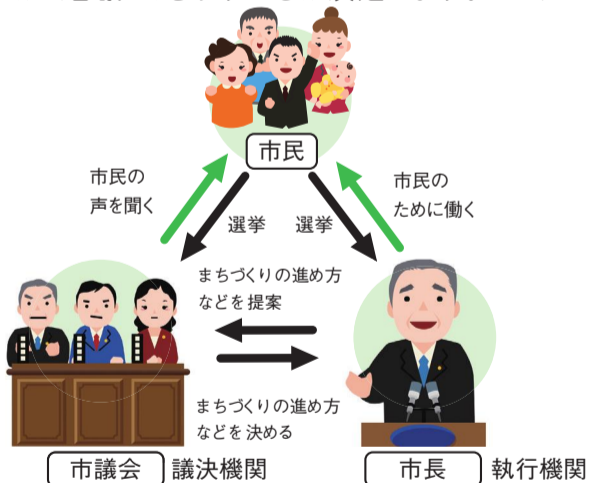 市民
市民の
声を聞く
市民の
ために働く
選挙
選挙
まちづくりの進め方
などを提案
まちづくりの進め方
などを決める
市議会
議決機関
市長
執行機関